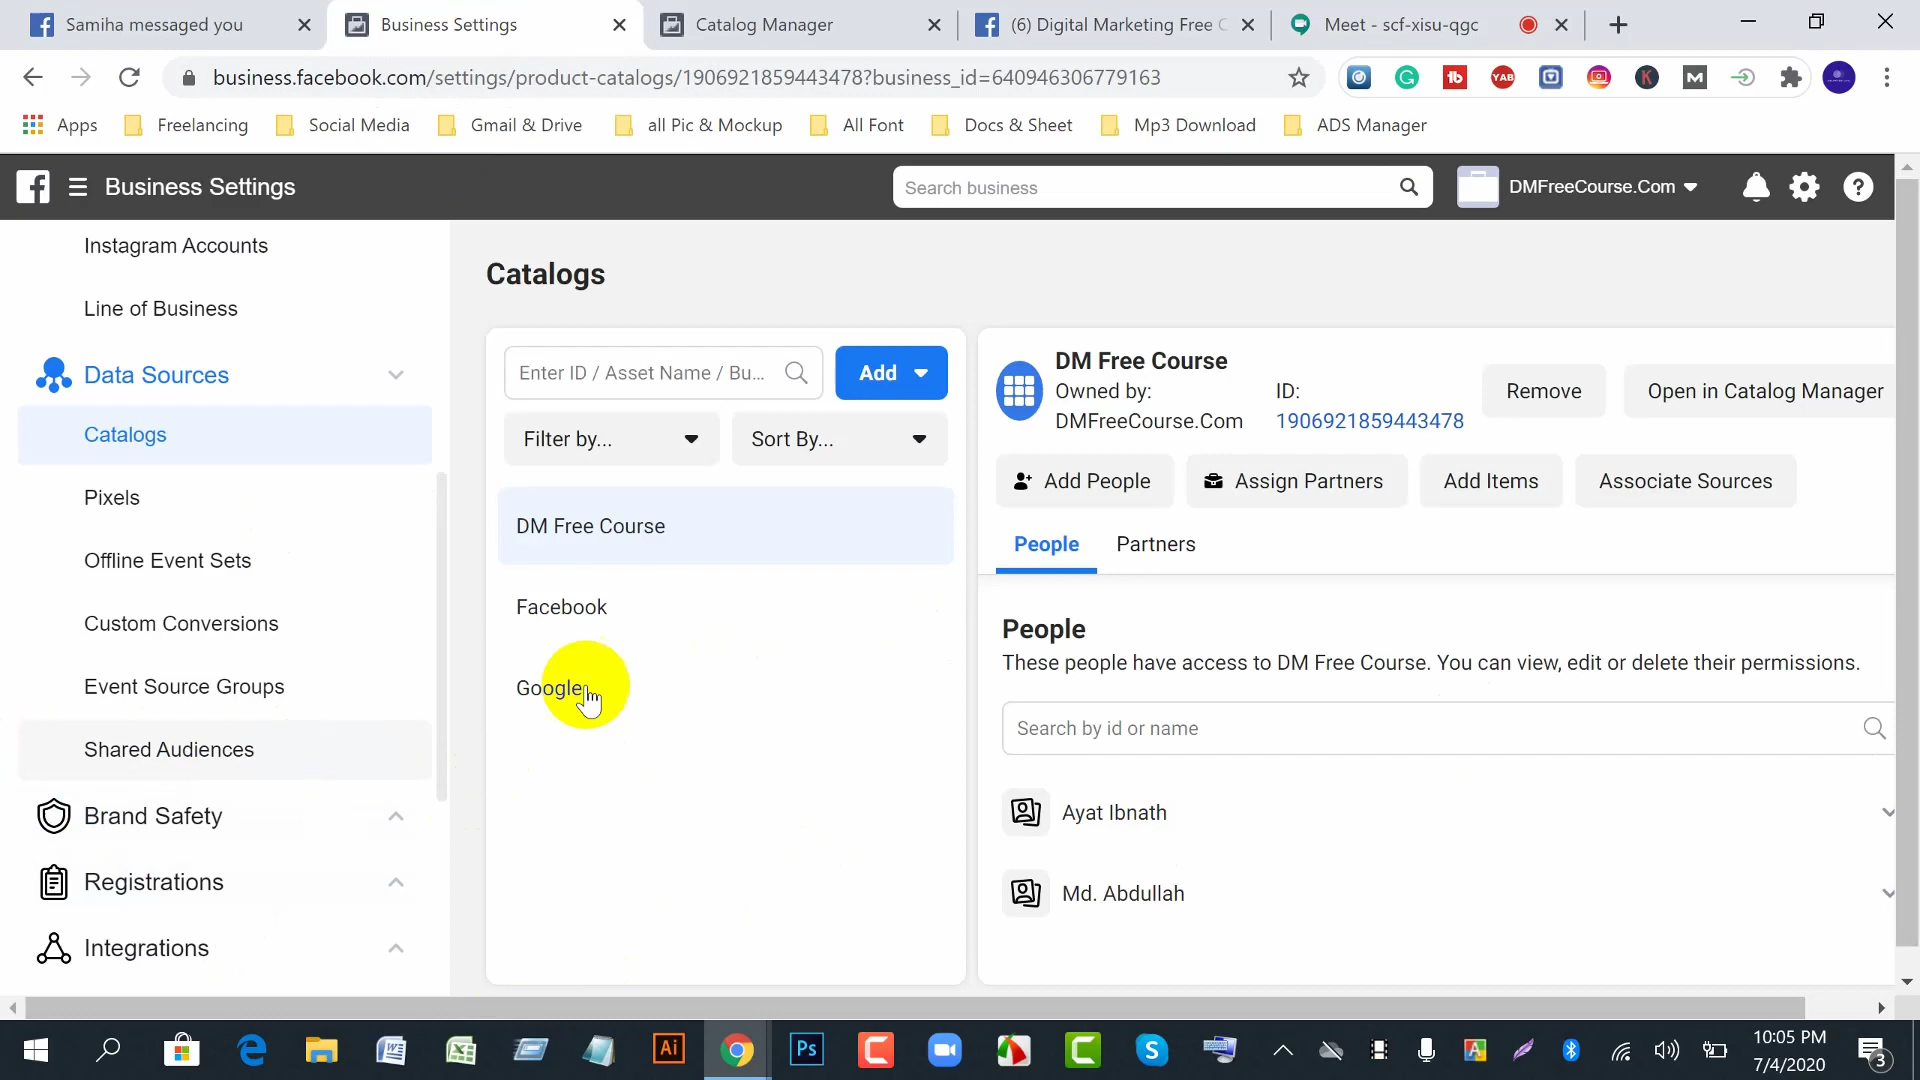 Samiha messaged you
Business Settings
Catalog Manager
(6) Digital Marketing Free C
Meet - scf-xisu-qgc
business.facebook.com/settings/product-catalogs/1906921859443478?business_id=640946306779163
Apps
Freelancing
Social Media
Gmail & Drive
all Pic & Mockup
All Font
Docs & Sheet
Mp3 Download
ADS Manager
Business Settings
Search business
DMFreeCourse.Com
Instagram Accounts
Line of Business
Data Sources
Catalogs
Pixels
Offline Event Sets
Custom Conversions
Event Source Groups
Shared Audiences
Brand Safety
Registrations
Integrations
Catalogs
Enter ID / Asset Name / Bu...
Add
Filter by...
Sort By...
DM Free Course
Facebook
Google
DM Free Course
Owned by:
DMFreeCourse.Com
ID:
1906921859443478
Remove
Open in Catalog Manager
Add People
Assign Partners
Add Items
Associate Sources
People
Partners
People
These people have access to DM Free Course. You can view, edit or delete their permissions.
Search by id or name
Ayat Ibnath
Md. Abdullah
10:05 PM
7/4/2020
3